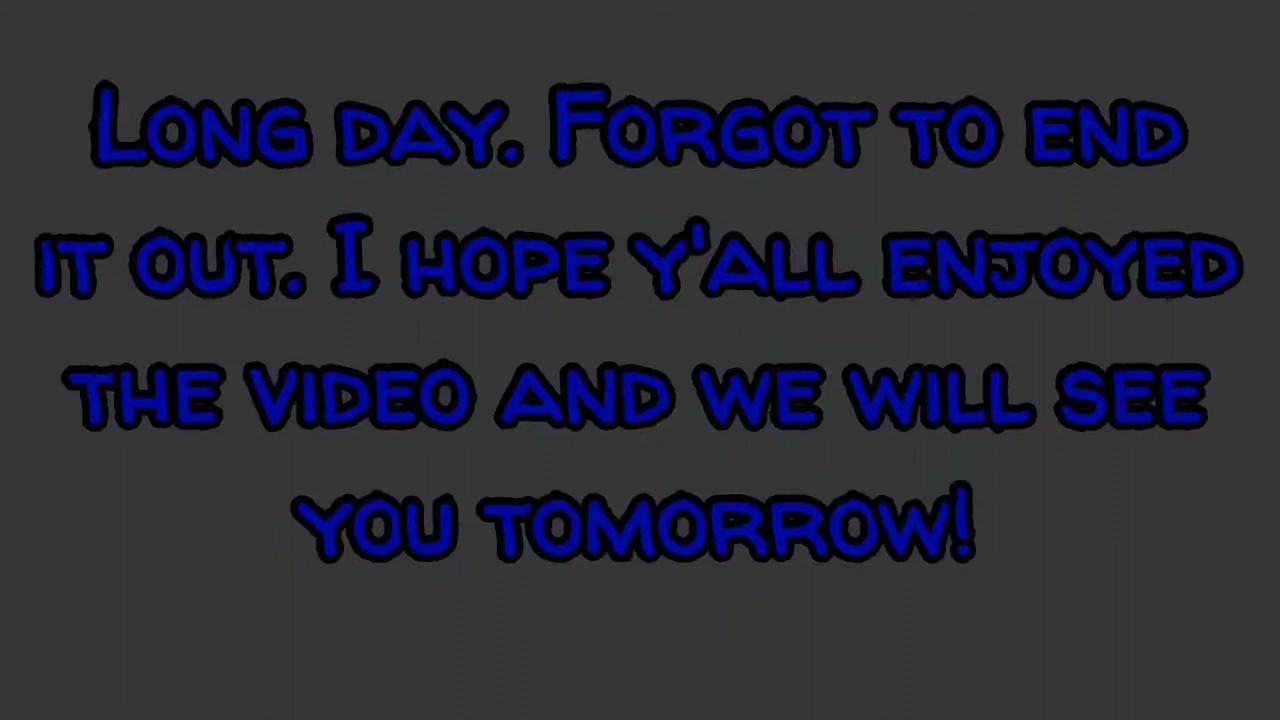 Long day. Forgot to end
it out. I hope y'all enjoyed
the video and we will see
you tomorrow!